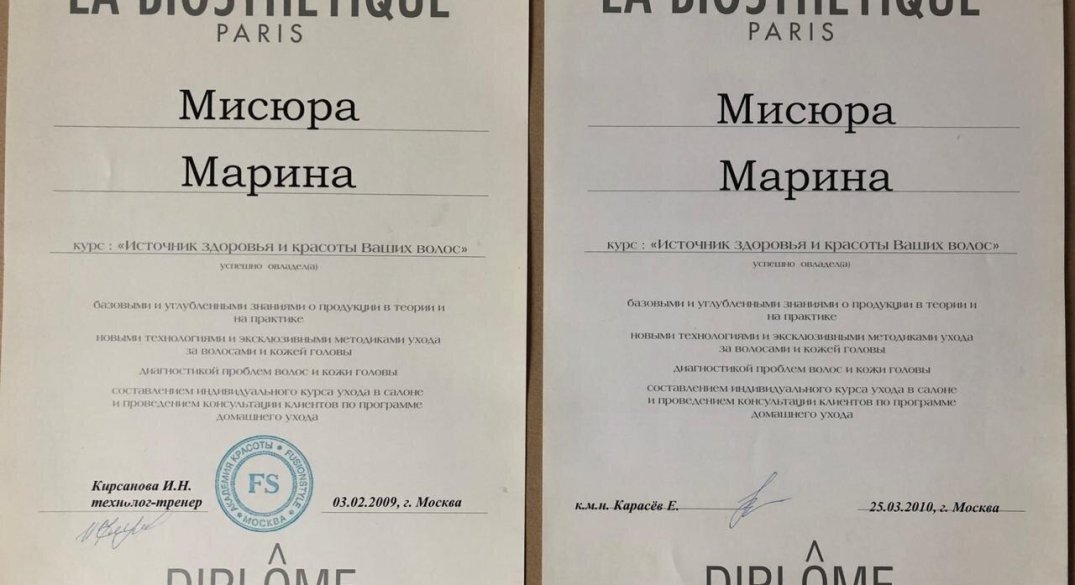 LA BIOSTHETIQUE
PARIS
Мисюра
Марина
курс : «Источник здоровья и красоты Ваших волос»
успешно овладел(а)
базовыми и углубленными знаниями о продукции в теории и
на практике
новыми технологиями и эксклюзивными методиками ухода
за волосами и кожей головы
диагностикой проблем волос и кожи головы
составлением индивидуального курса ухода в салоне
и проведением консультации клиентов по программе
домашнего ухода
Кирсанова И.Н.
технолог-тренер
АКАДЕМИЯ КРАСОТЫ * FUSIONSTYLE * МОСКВА *
FS
03.02.2009, г. Москва
DIPLÔME
LA BIOSTHETIQUE
PARIS
Мисюра
Марина
курс : «Источник здоровья и красоты Ваших волос»
успешно овладел(а)
базовыми и углубленными знаниями о продукции в теории и
на практике
новыми технологиями и эксклюзивными методиками ухода
за волосами и кожей головы
диагностикой проблем волос и кожи головы
составлением индивидуального курса ухода в салоне
и проведением консультации клиентов по программе
домашнего ухода
к.м.н. Карасёв Е.
25.03.2010, г. Москва
DIPLÔME